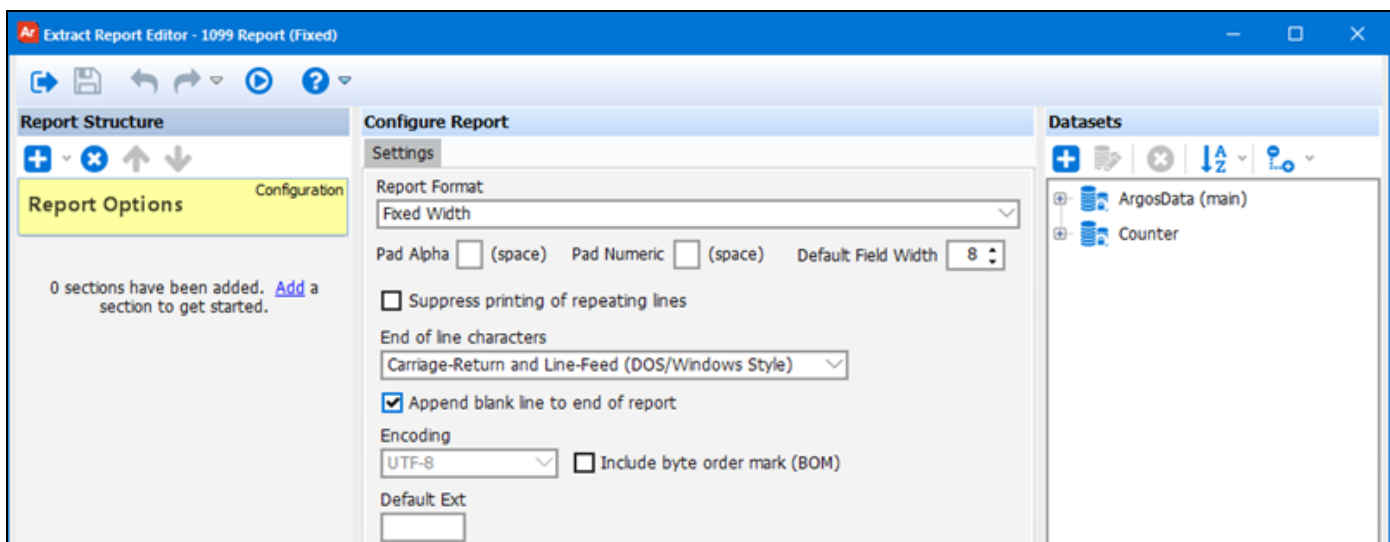 Ar Extract Report Editor - 1099 Report (Fixed)
?
Report Structure
Configuration
Report Options
0 sections have been added. Add a
section to get started.
Configure Report
Settings
Report Format
Fixed Width
Pad Alpha (space) Pad Numeric (space) Default Field Width 8
Suppress printing of repeating lines
End of line characters
Carriage-Return and Line-Feed (DOS/Windows Style)
Append blank line to end of report
Encoding
UTF-8 Include byte order mark (BOM)
Default Ext
Datasets
A
Z
ArgosData (main)
Counter